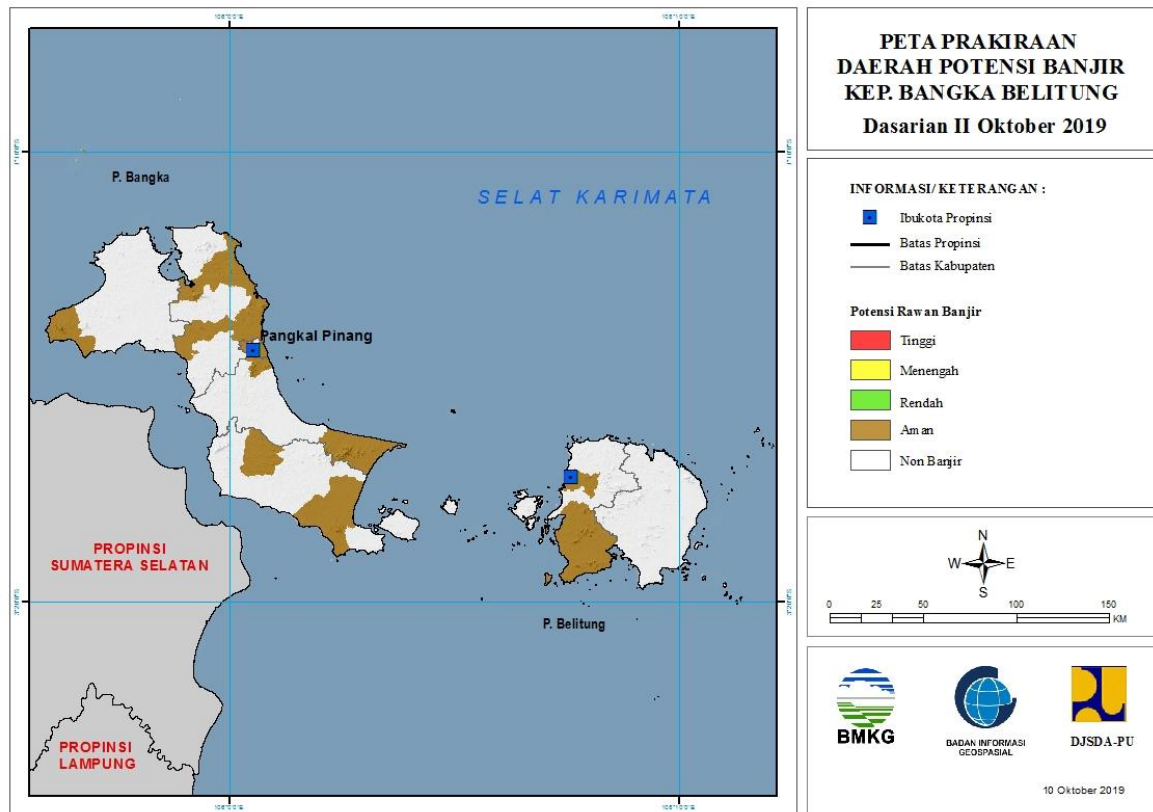 P. Bangka
SELAT KARIMATA
Pangkal Pinang
PROPINSI
SUMATERA SELATAN
P. Belitung
PROPINSI
LAMPUNG
PETA PRAKIRAAN
DAERAH POTENSI BANJIR
KEP. BANGKA BELITUNG
Dasarian II Oktober 2019
INFORMASI/ KETERANGAN :
Ibukota Propinsi
Batas Propinsi
Batas Kabupaten
Potensi Rawan Banjir
Tinggi
Menengah
Rendah
Aman
Non Banjir
N
W E
S
0 25 50 100 150
KM
BMKG
BADAN INFORMASI
GEOSPASIAL
DJSDA-PU
10 Oktober 2019